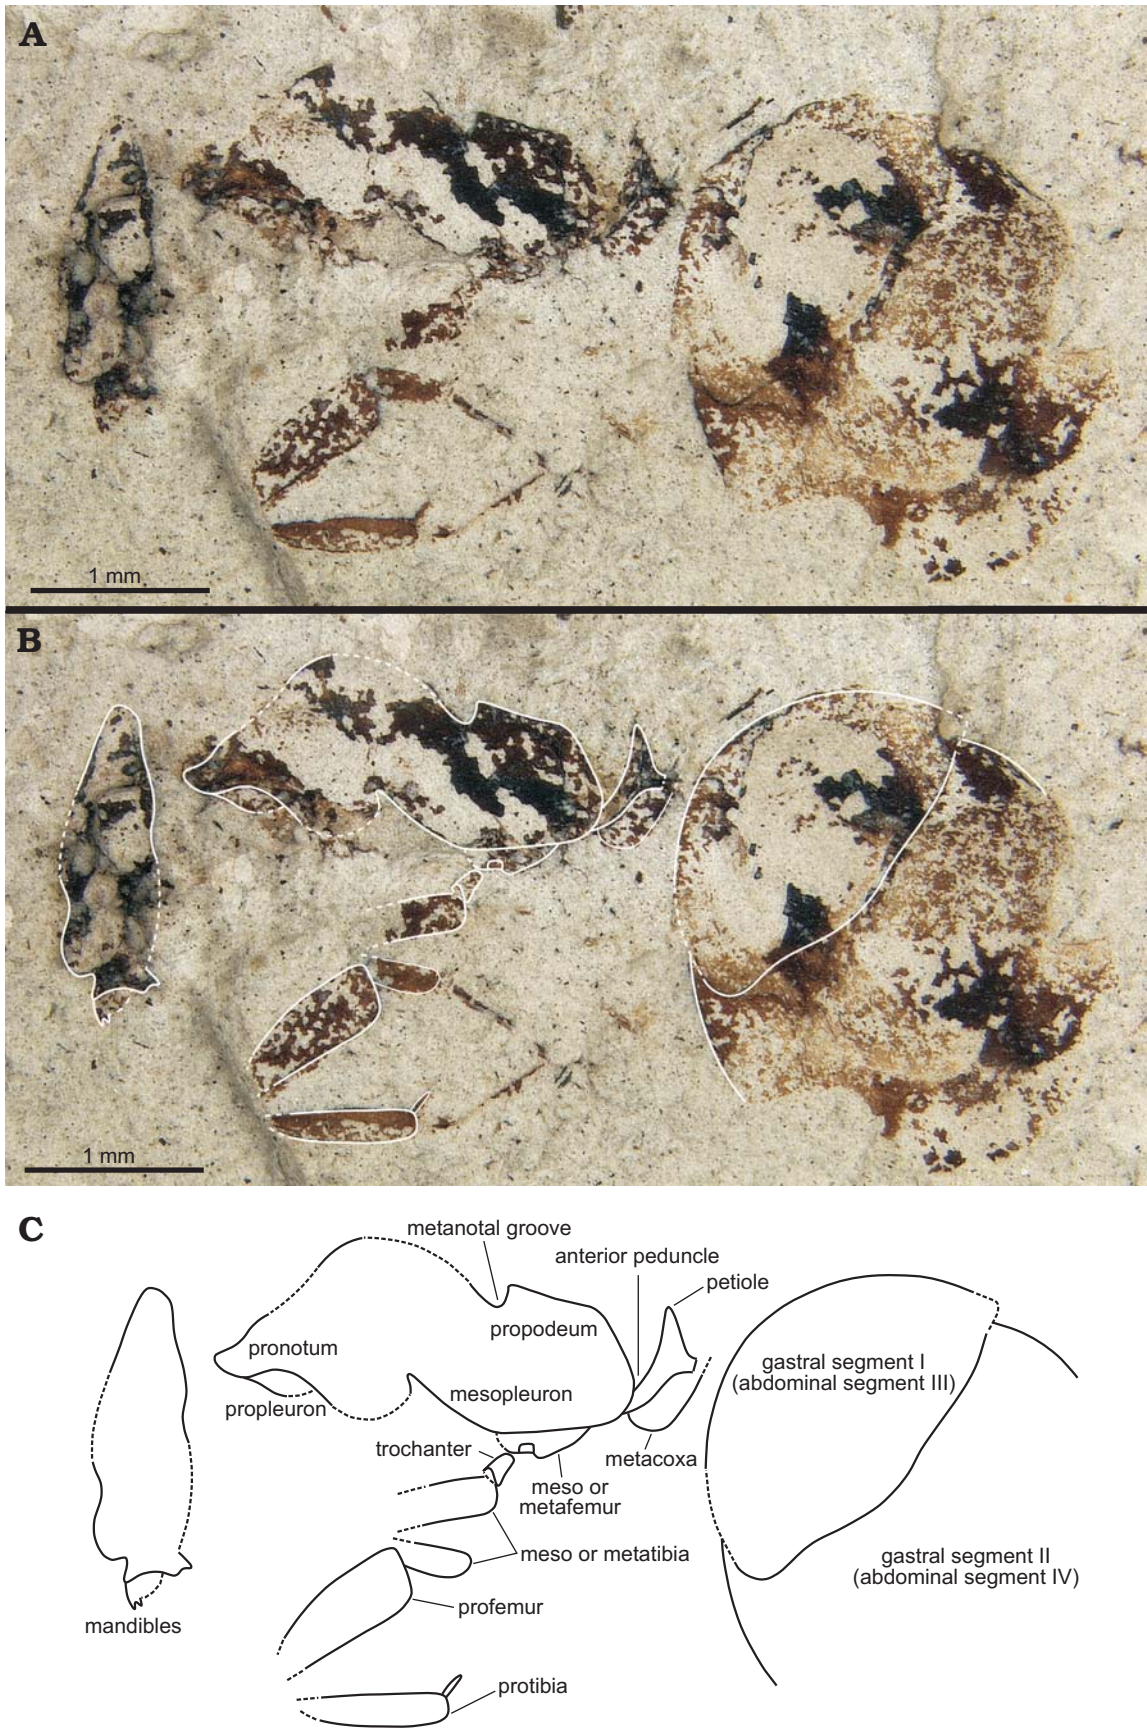 A
1 mm
B
1 mm
C
metanotal groove
anterior peduncle
petiole
pronotum
propodeum
gastral segment I
(abdominal segment III)
propleuron
mesopleuron
trochanter
metacoxa
meso or
metafemur
meso or metatibia
gastral segment II
(abdominal segment IV)
profemur
mandibles
protibia